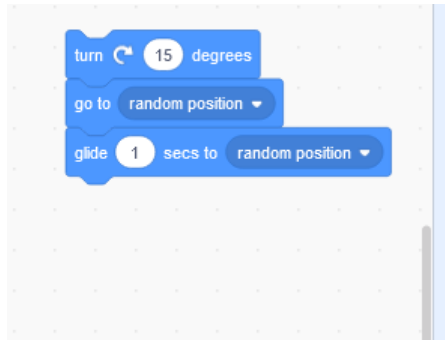 turn 15 degrees
go to random position
glide 1 secs to random position